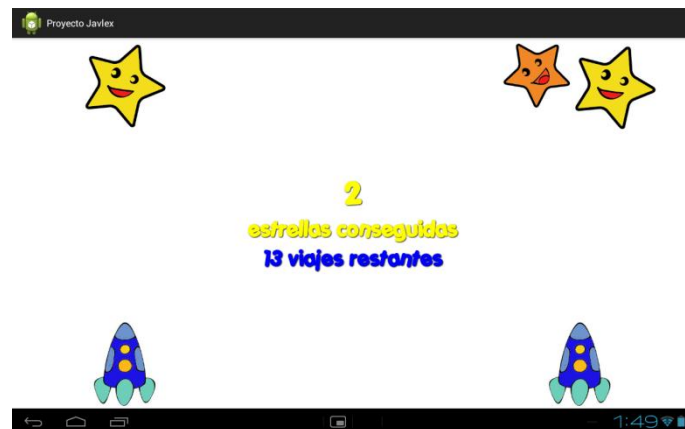 Proyecto Javlex
2
estrellas conseguidas
13 viajes restantes
1:49